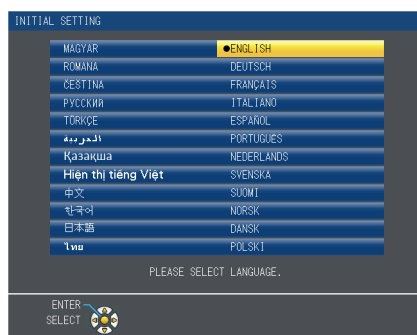 INITIAL SETTING
MAGYAR ●ENGLISH
ROMÂNA DEUTSCH
ČEŠTINA FRANÇAIS
РУССКИЙ ITALIANO
TÜRKÇE ESPAÑOL
العربية PORTUGUÊS
Қазақша NEDERLANDS
Hiện thị tiếng Việt SVENSKA
中文 SUOMI
한국어 NORSK
日本語 DANSK
ไทย POLSKI
PLEASE SELECT LANGUAGE.
ENTER
SELECT